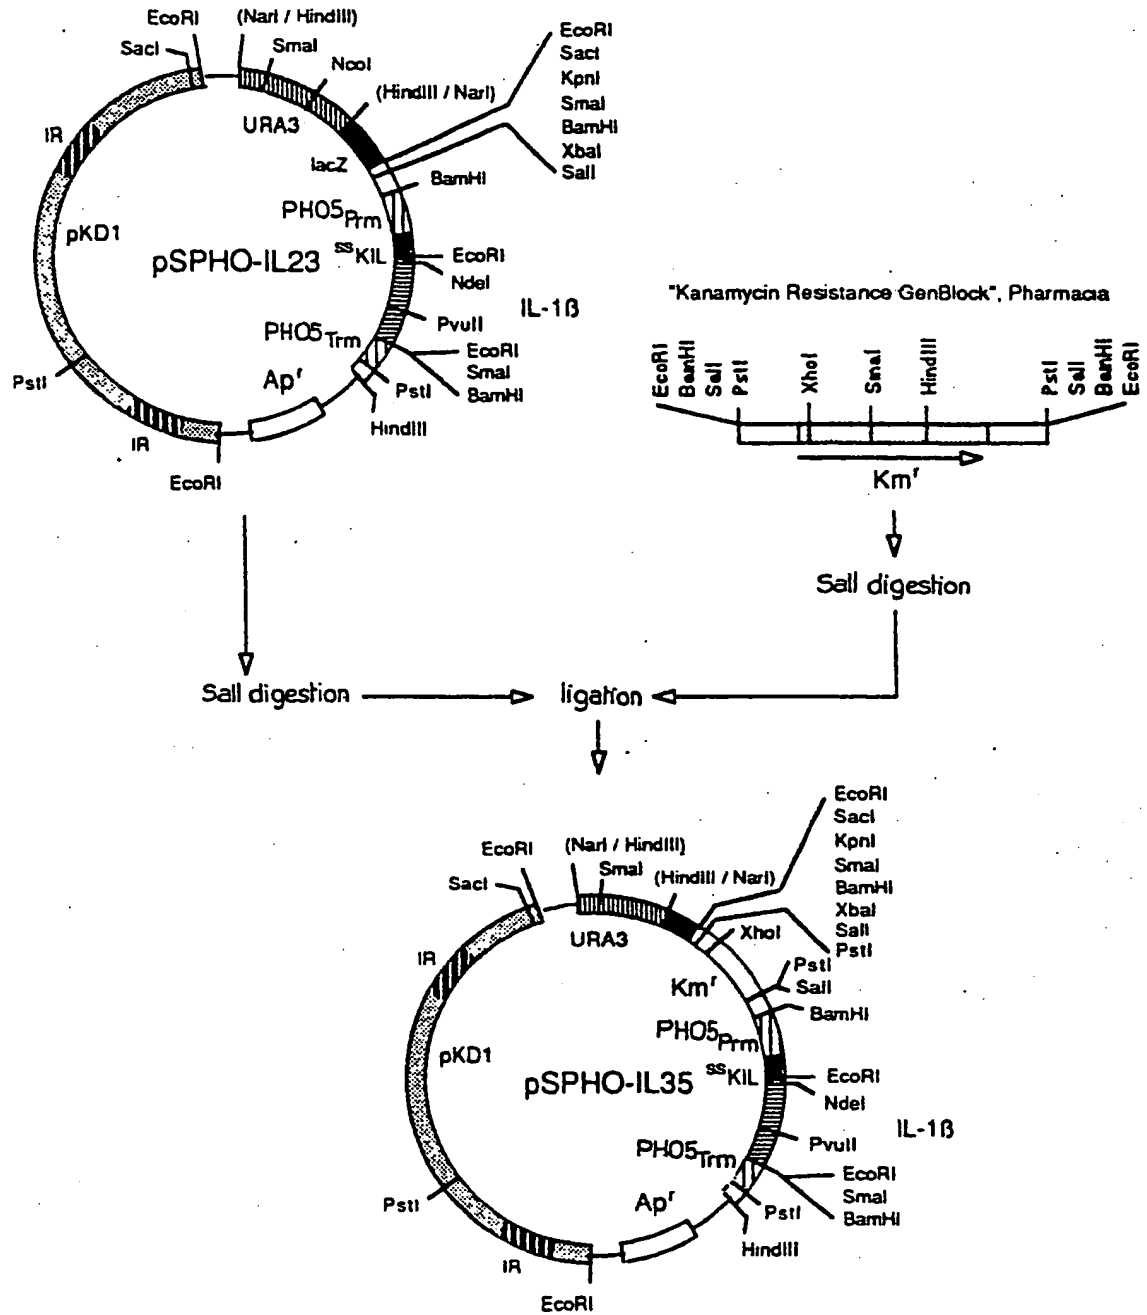 EcoRI
(NarI / HindIII)
SacI
SmaI
NcoI
(HindIII / NarI)
EcoRI
SacI
KpnI
SmaI
BamHI
XbaI
SalI
IR
URA3
lacZ
BamHI
PHO5Prm
pKD1
pSPHO-IL23
ssKIL
EcoRI
NdeI
IL-1β
PvuII
PHO5Trm
EcoRI
SmaI
BamHI
PstI
PstI
Apr
HindIII
IR
EcoRI
"Kanamycin Resistance GenBlock", Pharmacia
EcoRI
BamHI
SalI
PstI
XhoI
SmaI
HindIII
PstI
SalI
BamHI
EcoRI
Kmr
SalI digestion
SalI digestion
ligation
EcoRI
(NarI / HindIII)
SacI
SmaI
(HindIII / NarI)
EcoRI
SacI
KpnI
SmaI
BamHI
XbaI
SalI
PstI
URA3
XhoI
IR
Kmr
PstI
SalI
BamHI
PHO5Prm
pKD1
pSPHO-IL35
ssKIL
EcoRI
NdeI
IL-1β
PvuII
PHO5Trm
EcoRI
SmaI
BamHI
PstI
PstI
Apr
HindIII
IR
EcoRI